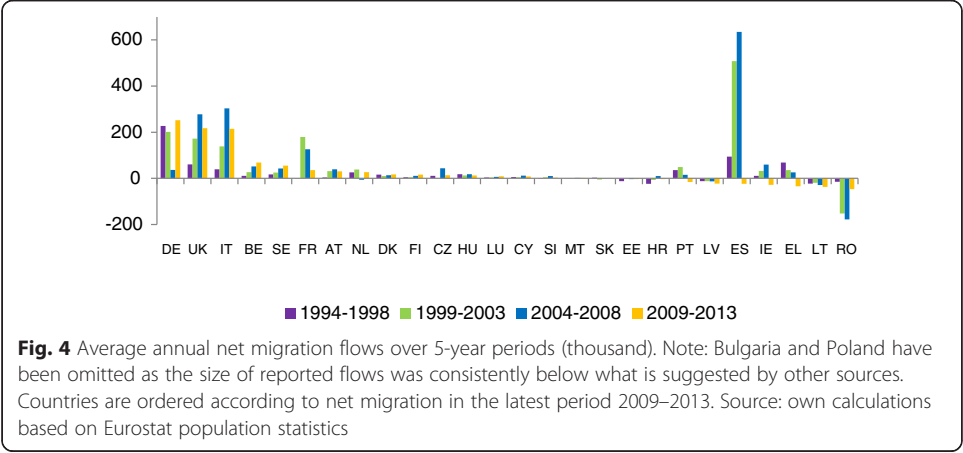 600
400
200
0
-200
DE UK IT BE SE FR AT NL DK FI CZ HU LU CY SI MT SK EE HR PT LV ES IE EL LT RO
1994-1998 1999-2003 2004-2008 2009-2013
Fig. 4 Average annual net migration flows over 5-year periods (thousand). Note: Bulgaria and Poland have
been omitted as the size of reported flows was consistently below what is suggested by other sources.
Countries are ordered according to net migration in the latest period 2009–2013. Source: own calculations
based on Eurostat population statistics